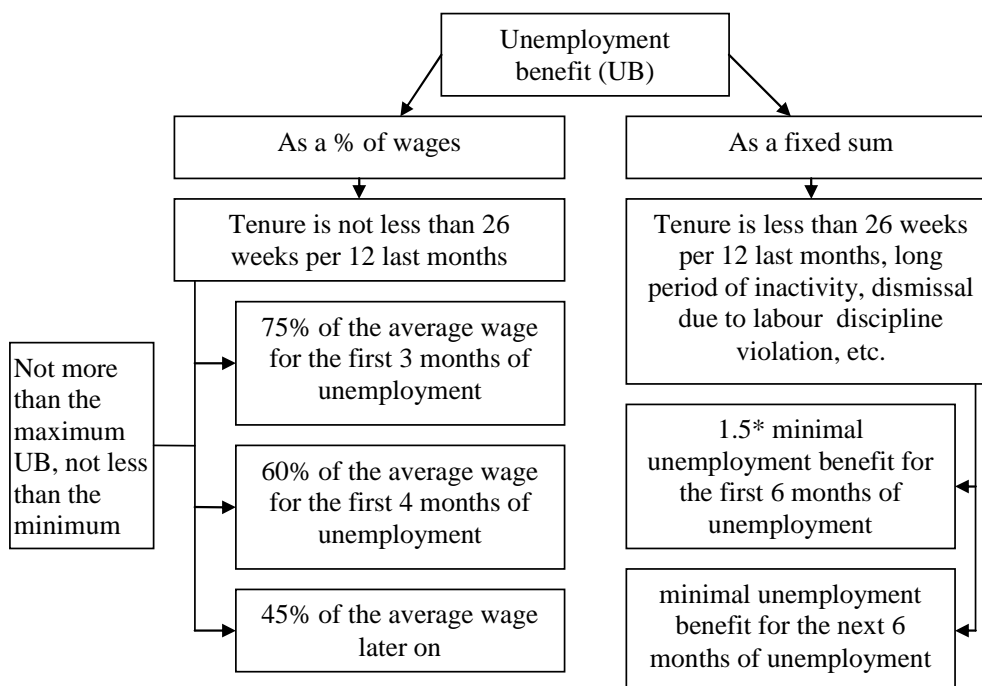 Unemployment
benefit (UB)
As a % of wages
As a fixed sum
Tenure is not less than 26
weeks per 12 last months
Tenure is less than 26 weeks
per 12 last months, long
period of inactivity, dismissal
due to labour discipline
violation, etc.
75% of the average wage
for the first 3 months of
unemployment
Not more
than the
maximum
UB, not less
than the
minimum
1.5* minimal
unemployment benefit for
the first 6 months of
unemployment
60% of the average wage
for the first 4 months of
unemployment
45% of the average wage
later on
minimal unemployment
benefit for the next 6
months of unemployment